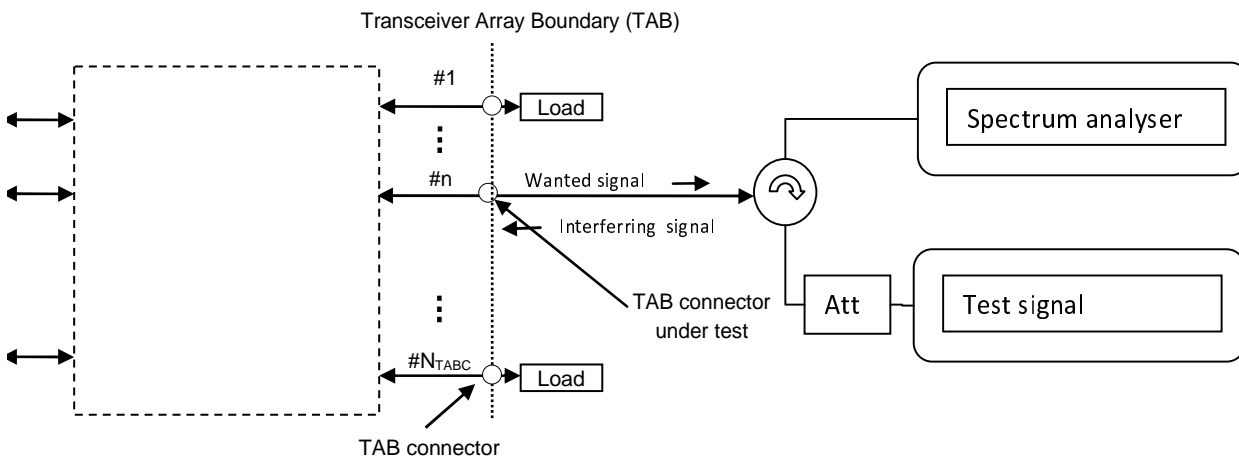 Transceiver Array Boundary (TAB)
#1
Load
Spectrum analyser
#n
Wanted signal
Interferring signal
TAB connector
under test
Att
Test signal
#NTABC
Load
TAB connector